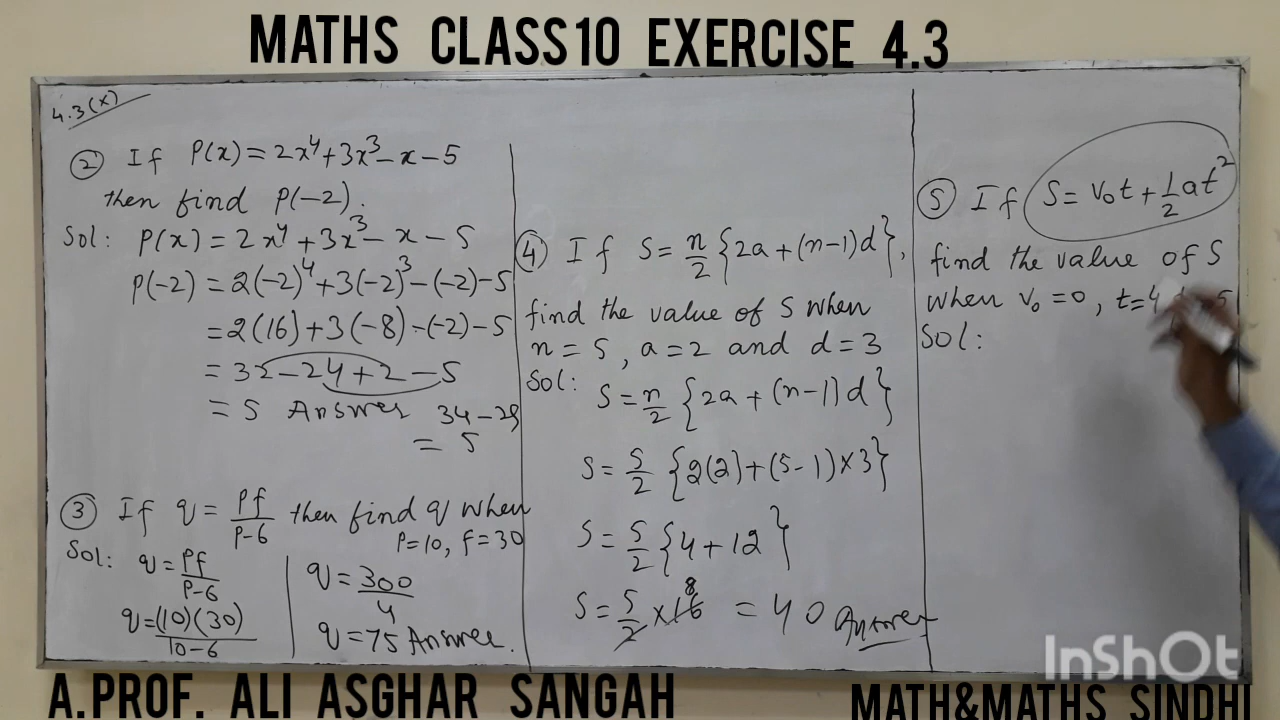 MATHS CLASS 10 EXERCISE 4.3
4.3(x)
② If P(x) = 2x⁴ + 3x³ - x - 5
then find P(-2).
Sol: P(x) = 2x⁴ + 3x³ - x - 5
P(-2) = 2(-2)⁴ + 3(-2)³ - (-2) - 5
= 2(16) + 3(-8) - (-2) - 5
= 32 - 24 + 2 - 5
= 5 Answer 34 - 29
= 5
③ If q = Pf/P-6 then find q when
P=10, f=30
Sol: q = Pf/P-6
q = (10)(30)/10-6
q = 300/4
q = 75 Answer.
④ If S = n/2 {2a + (n-1)d},
find the value of S when
n = 5, a = 2 and d = 3
Sol: S = n/2 {2a + (n-1)d}
S = 5/2 {2(2) + (5-1)×3}
S = 5/2 {4 + 12}
S = 5/2 × 16 8 = 40 Answer
⑤ If S = V₀t + 1/2 at²
find the value of S
when V₀ = 0, t = 4
Sol:
A.PROF. ALI ASGHAR SANGAH
MATH&MATHS SINDHI
InShOt